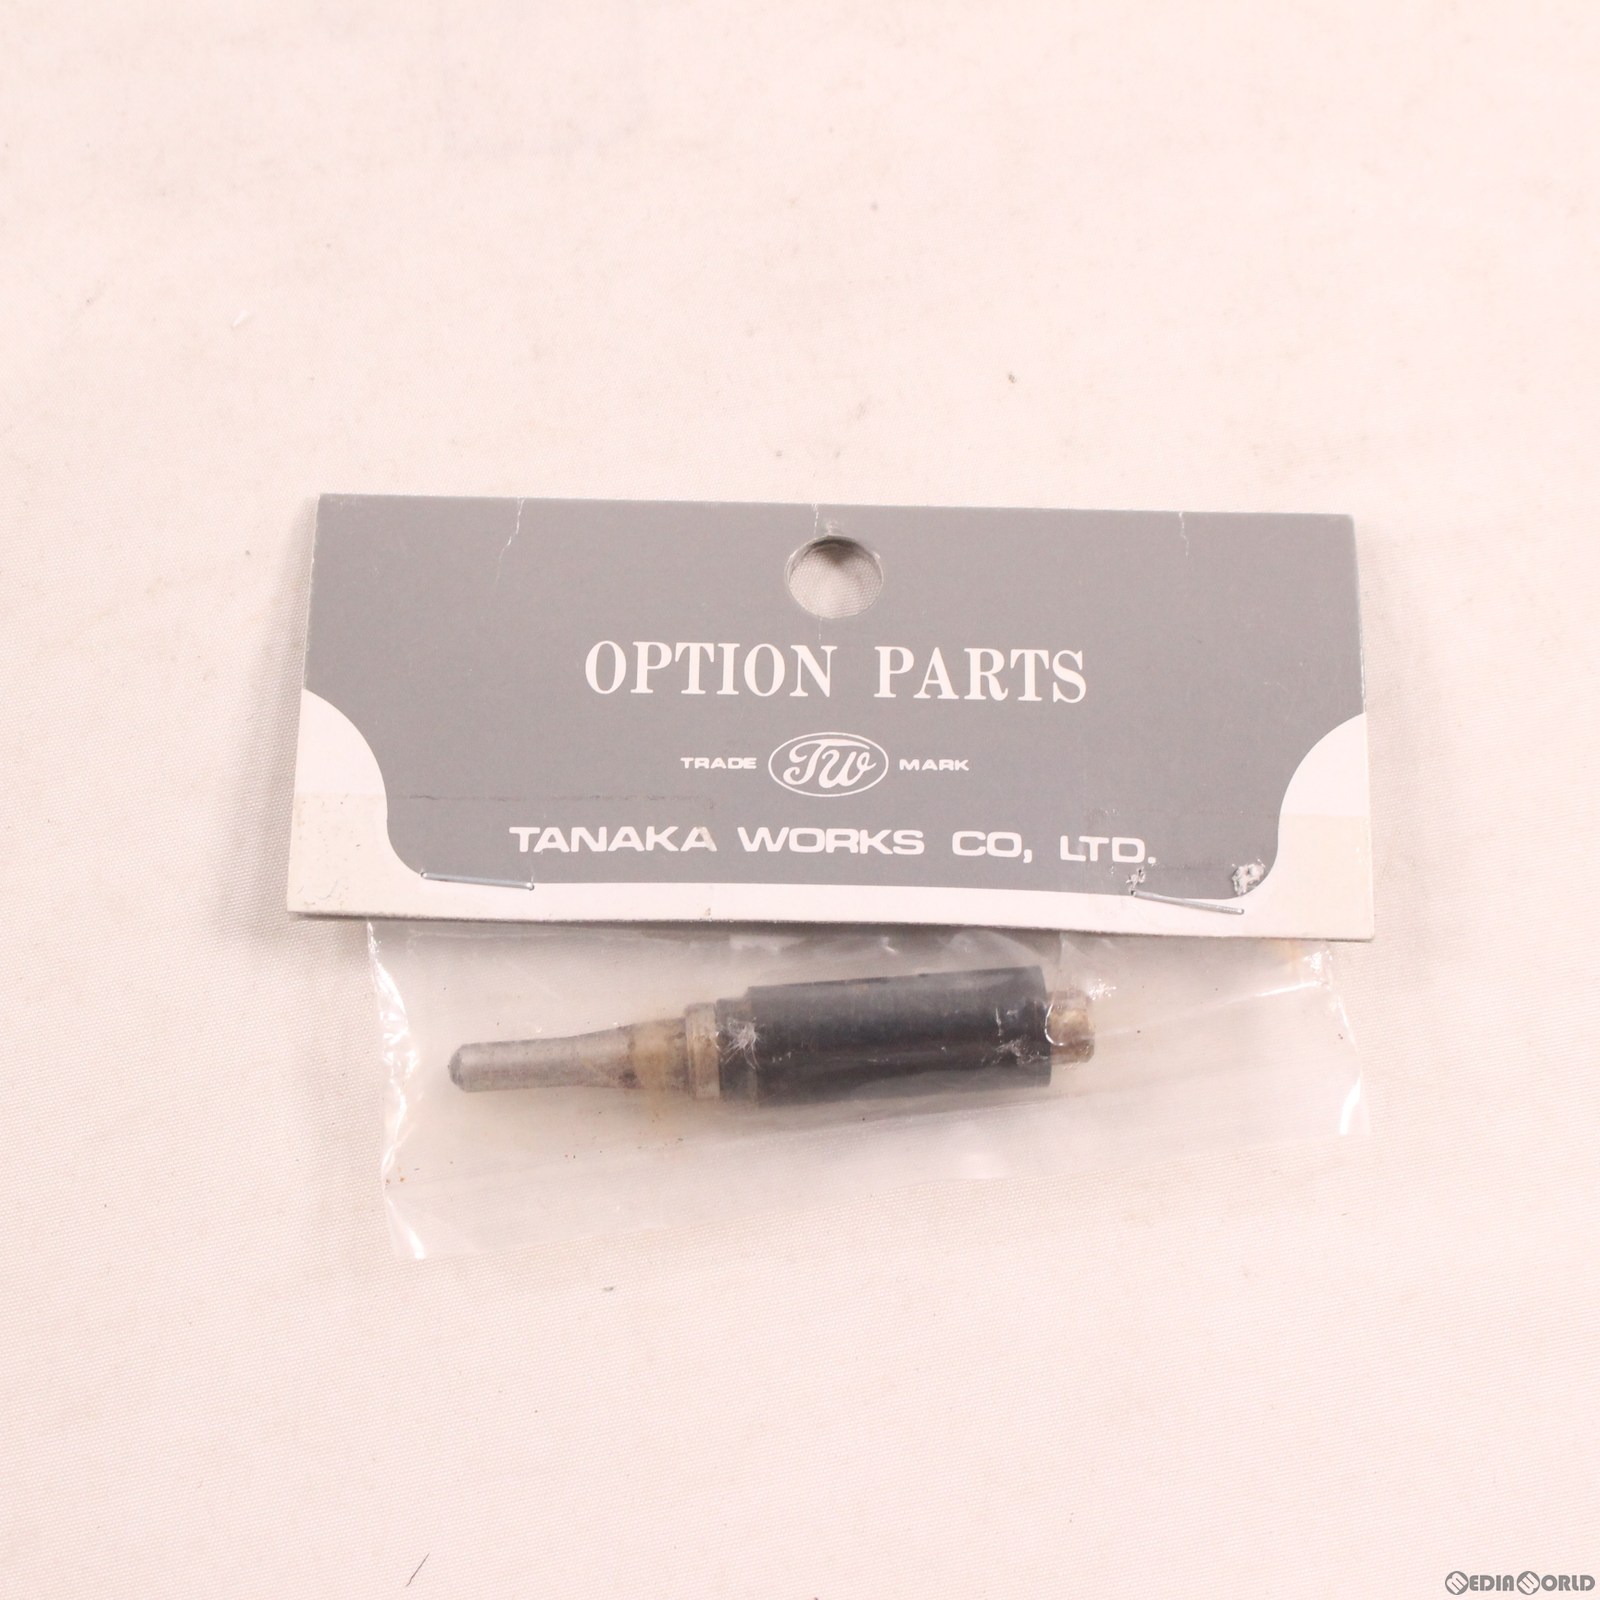 OPTION PARTS
TRADE TW MARK
TANAKA WORKS CO, LTD.
MEDIAWORLD